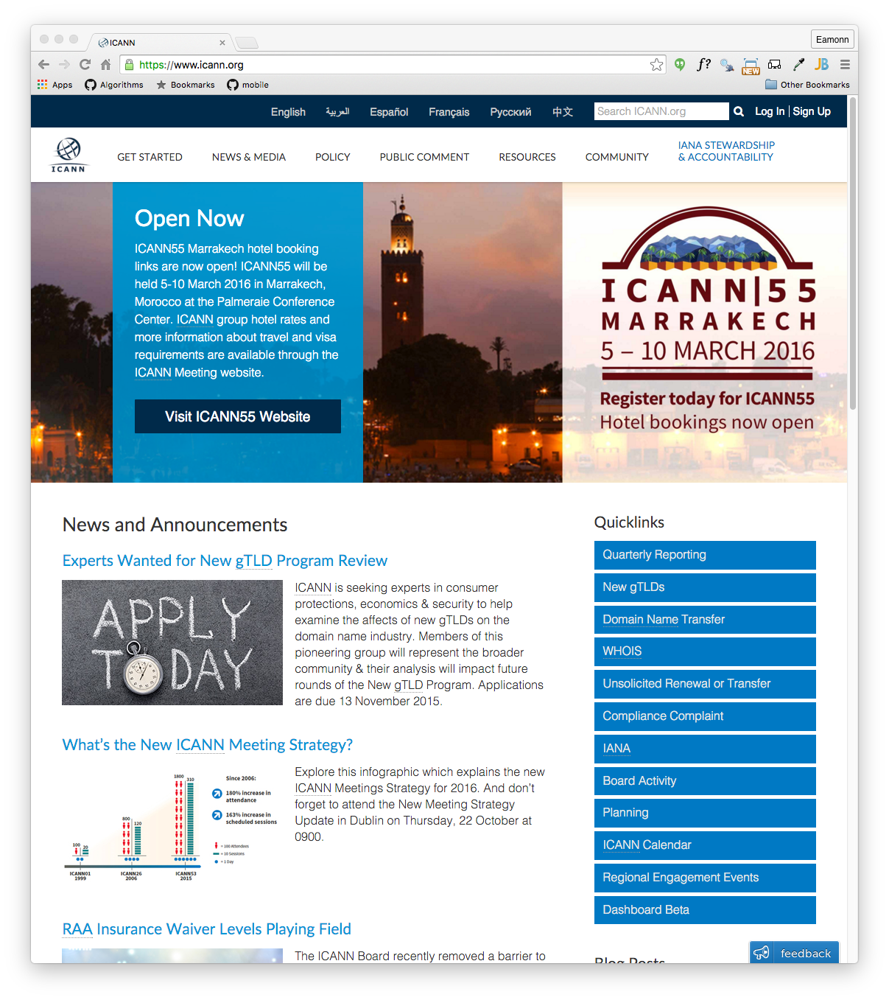 ICANN
Eamonn
https://www.icann.org
f?
NEW
JB
Apps
Algorithms
Bookmarks
mobile
Other Bookmarks
English
العربية
Español
Français
Русский
中文
Search ICANN.org
Log In | Sign Up
ICANN
GET STARTED
NEWS & MEDIA
POLICY
PUBLIC COMMENT
RESOURCES
COMMUNITY
IANA STEWARDSHIP
& ACCOUNTABILITY
Open Now
ICANN55 Marrakech hotel booking
links are now open! ICANN55 will be
held 5-10 March 2016 in Marrakech,
Morocco at the Palmeraie Conference
Center. ICANN group hotel rates and
more information about travel and visa
requirements are available through the
ICANN Meeting website.
Visit ICANN55 Website
ICANN|55
MARRAKECH
5 – 10 MARCH 2016
Register today for ICANN55
Hotel bookings now open
News and Announcements
Experts Wanted for New gTLD Program Review
APPLY
TODAY
ICANN is seeking experts in consumer
protections, economics & security to help
examine the affects of new gTLDs on the
domain name industry. Members of this
pioneering group will represent the broader
community & their analysis will impact future
rounds of the New gTLD Program. Applications
are due 13 November 2015.
What's the New ICANN Meeting Strategy?
1800
310
800
120
100
20
ICANN01
1999
ICANN26
2006
ICANN53
2015
Since 2006:
180% increase in
attendance
163% increase in
scheduled sessions
= 100 Attendees
= 10 Sessions
= 1 Day
Explore this infographic which explains the new
ICANN Meetings Strategy for 2016. And don't
forget to attend the New Meeting Strategy
Update in Dublin on Thursday, 22 October at
0900.
RAA Insurance Waiver Levels Playing Field
The ICANN Board recently removed a barrier to
Quicklinks
Quarterly Reporting
New gTLDs
Domain Name Transfer
WHOIS
Unsolicited Renewal or Transfer
Compliance Complaint
IANA
Board Activity
Planning
ICANN Calendar
Regional Engagement Events
Dashboard Beta
Blog Posts
feedback